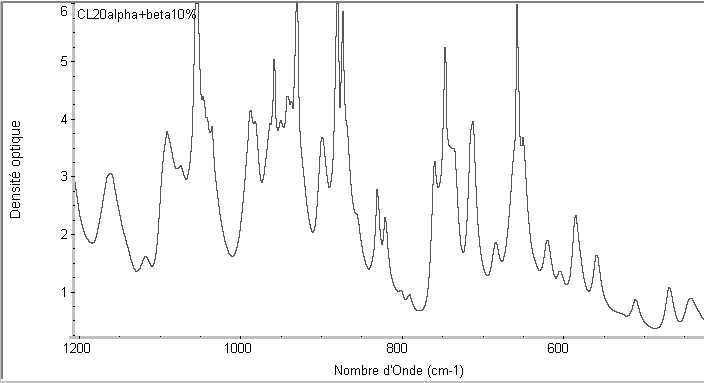 CL20alpha+beta10%
6
5
4
3
2
1
Densité optique
1200 1000 800 600
Nombre d'Onde (cm-1)